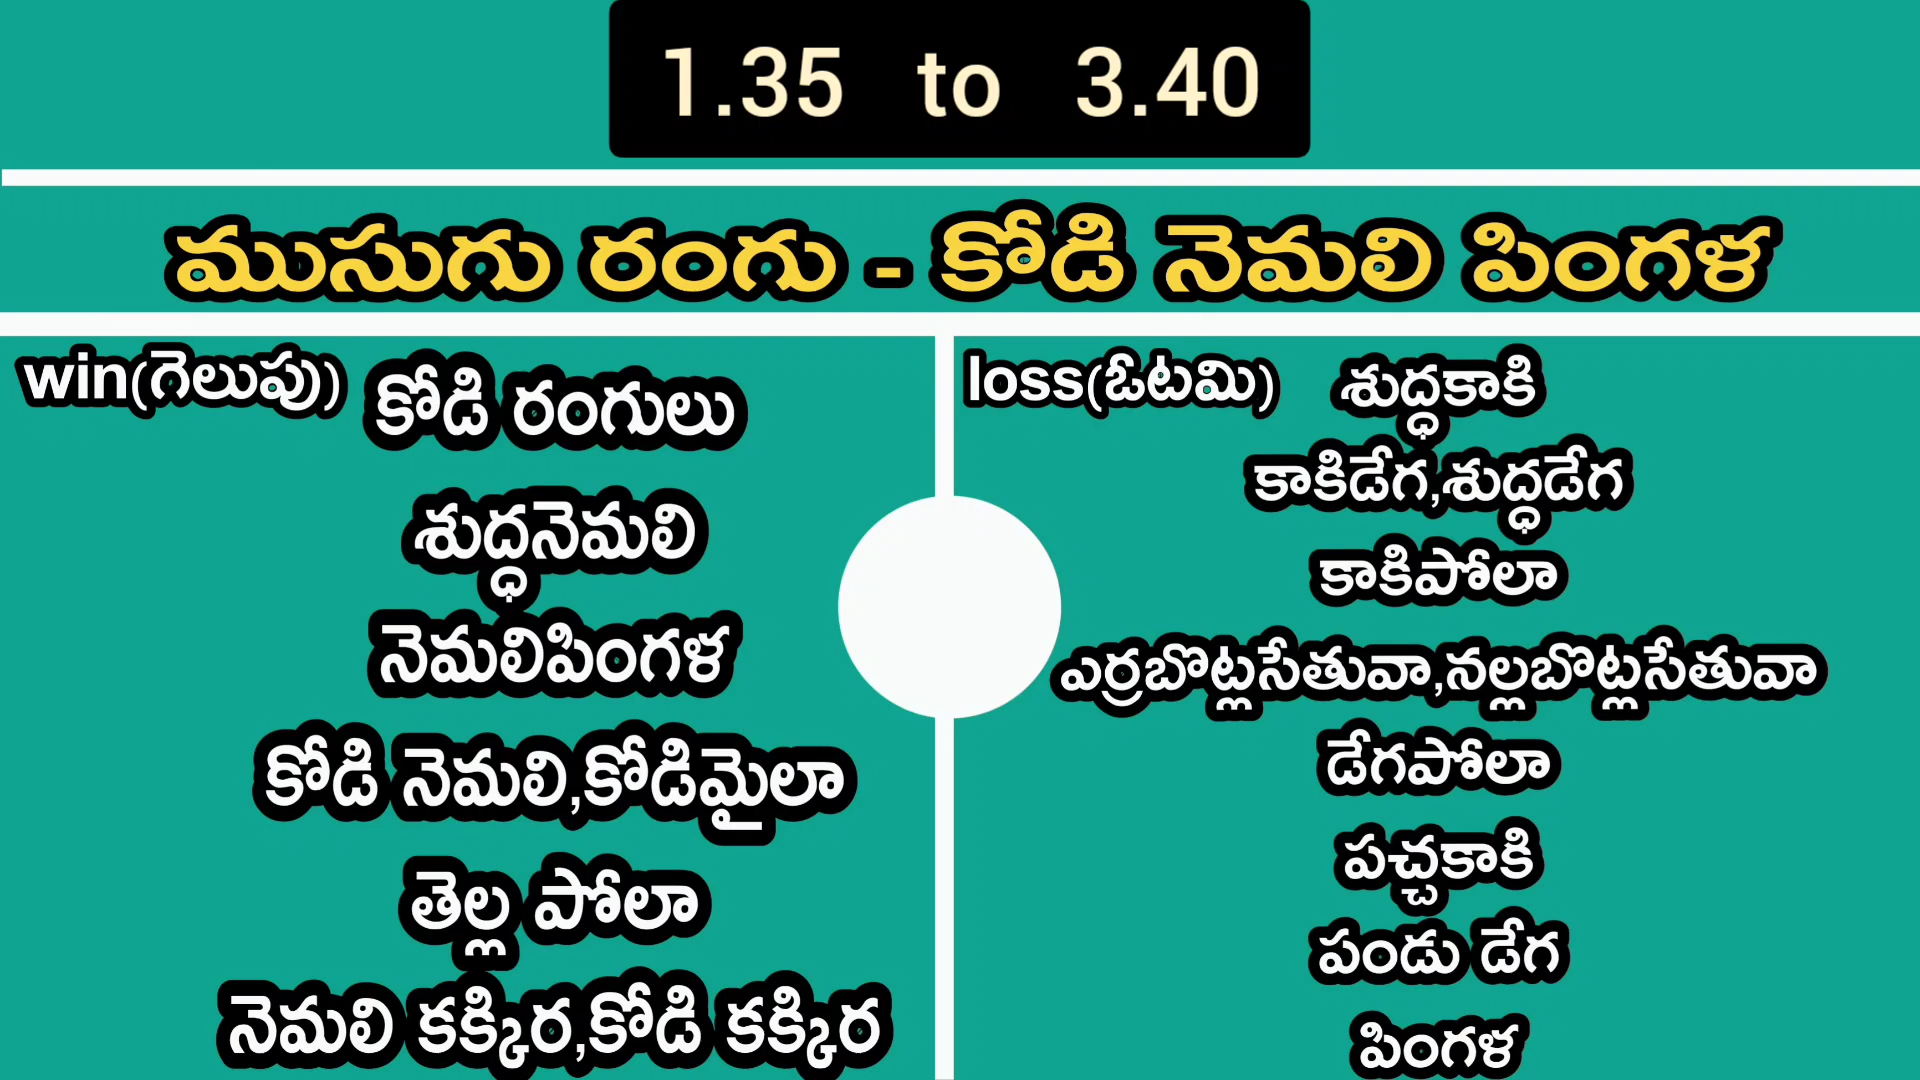 1.35 to 3.40
ముసుగు రంగు - కోడి నెమలి పింగళ
win(గెలుపు)
కోడి రంగులు
శుద్ధనెమలి
నెమలిపింగళ
కోడి నెమలి,కోడిమైలా
తెల్ల పోలా
నెమలి కక్కిర,కోడి కక్కిర
loss(ఓటమి)
శుద్ధకాకి
కాకిడేగ,శుద్ధడేగ
కాకిపోలా
ఎర్రబొట్లసేతువా,నల్లబొట్లసేతువా
డేగపోలా
పచ్చకాకి
పండు డేగ
పింగళ